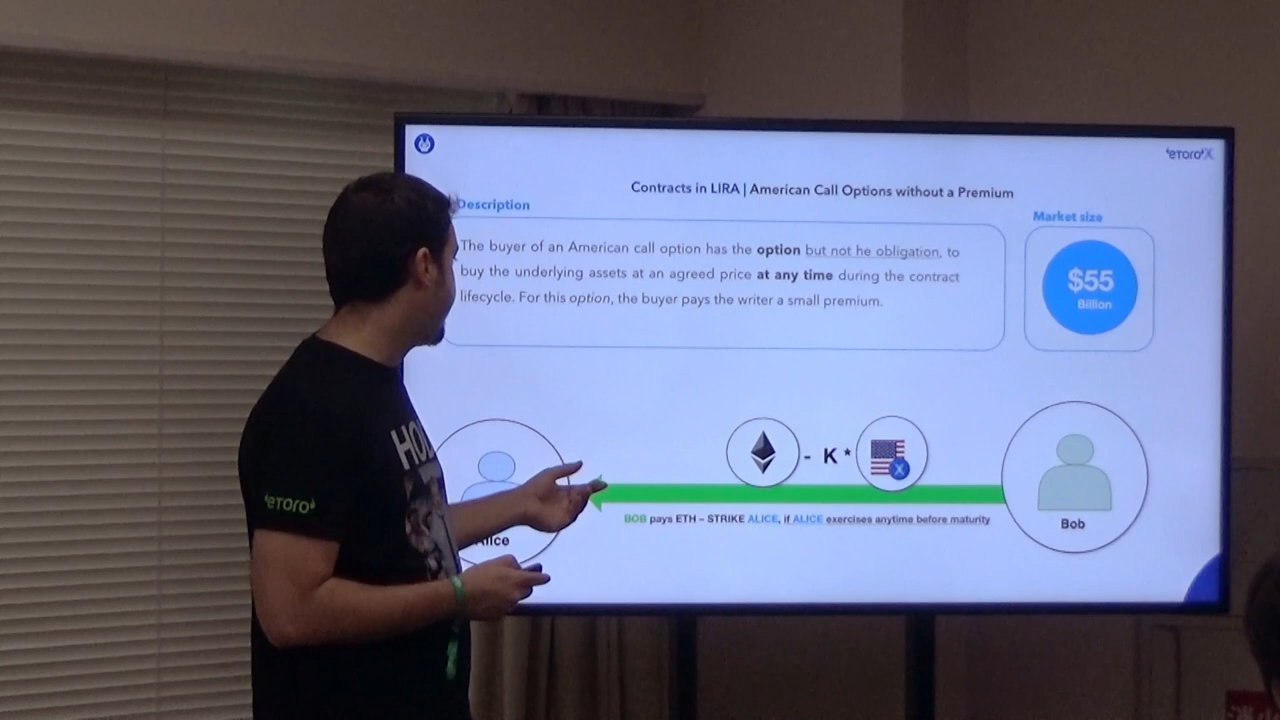 eToroX
Contracts in LIRA | American Call Options without a Premium
Description
Market size
The buyer of an American call option has the option but not he obligation, to
buy the underlying assets at an agreed price at any time during the contract
lifecycle. For this option, the buyer pays the writer a small premium.
$55
Billion
- K *
X
BOB pays ETH – STRIKE ALICE, if ALICE exercises anytime before maturity
Alice
Bob
HO
eToro